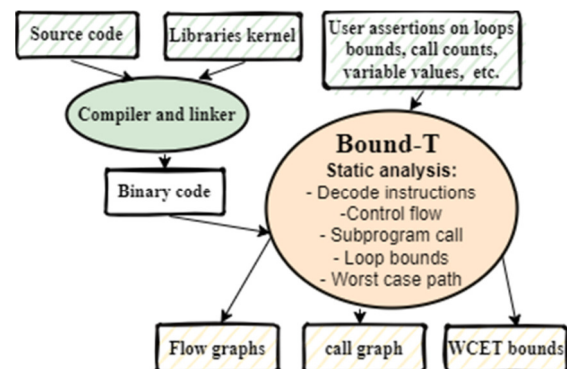 Source code
Libraries kernel
User assertions on loops
bounds, call counts,
variable values, etc.
Compiler and linker
Binary code
Bound-T
Static analysis:
- Decode instructions
-Control flow
- Subprogram call
- Loop bounds
- Worst case path
Flow graphs
call graph
WCET bounds